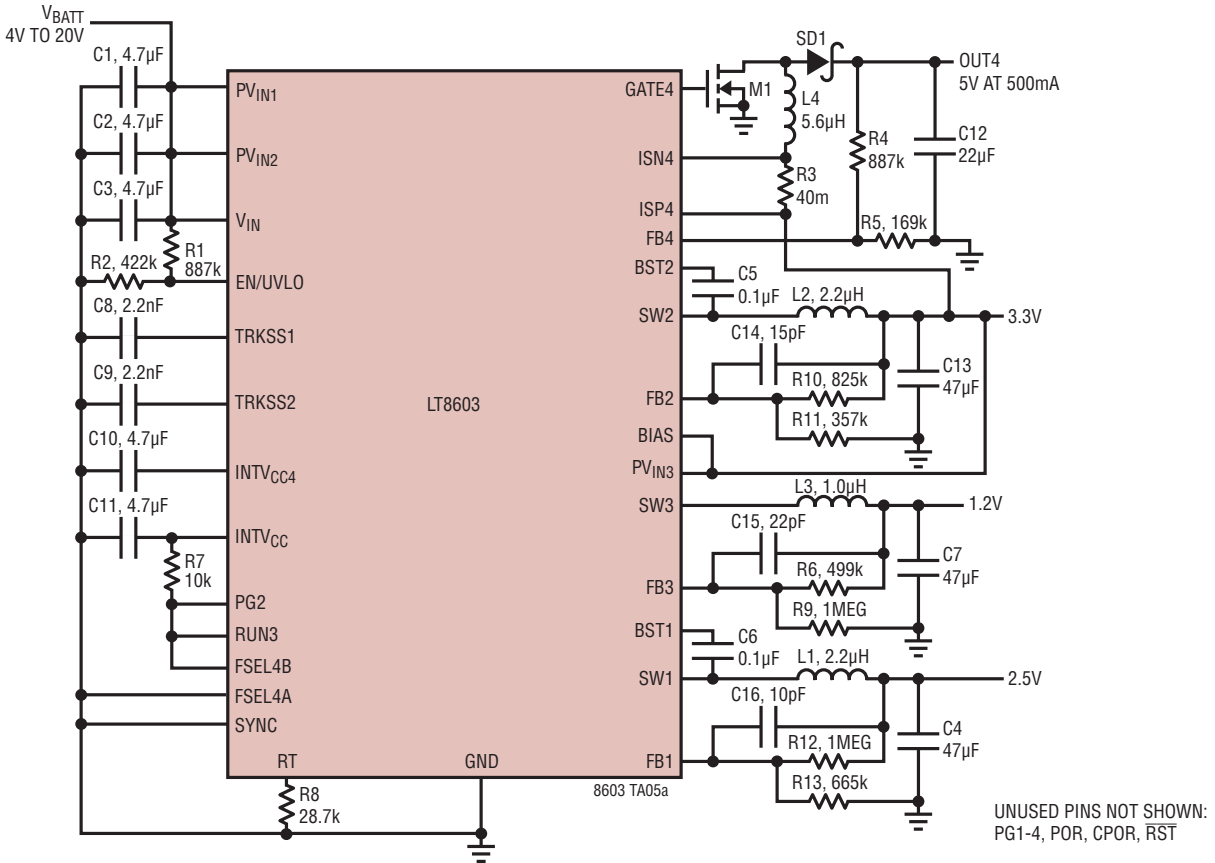 VBATT
4V TO 20V
C1, 4.7µF
C2, 4.7µF
C3, 4.7µF
R1
887k
R2, 422k
C8, 2.2nF
C9, 2.2nF
C10, 4.7µF
C11, 4.7µF
R7
10k
PVIN1
PVIN2
VIN
EN/UVLO
TRKSS1
TRKSS2
INTVCC4
INTVCC
PG2
RUN3
FSEL4B
FSEL4A
SYNC
RT
GND
R8
28.7k
LT8603
GATE4
ISN4
ISP4
FB4
BST2
SW2
FB2
BIAS
PVIN3
SW3
FB3
BST1
SW1
FB1
8603 TA05a
M1
SD1
L4
5.6µH
R3
40m
OUT4
5V AT 500mA
R4
887k
C12
22µF
R5, 169k
C5
0.1µF
L2, 2.2µH
3.3V
C14, 15pF
R10, 825k
R11, 357k
C13
47µF
L3, 1.0µH
1.2V
C15, 22pF
R6, 499k
R9, 1MEG
C7
47µF
C6
0.1µF
L1, 2.2µH
2.5V
C16, 10pF
R12, 1MEG
R13, 665k
C4
47µF
UNUSED PINS NOT SHOWN:
PG1-4, POR, CPOR, R̅S̅T̅